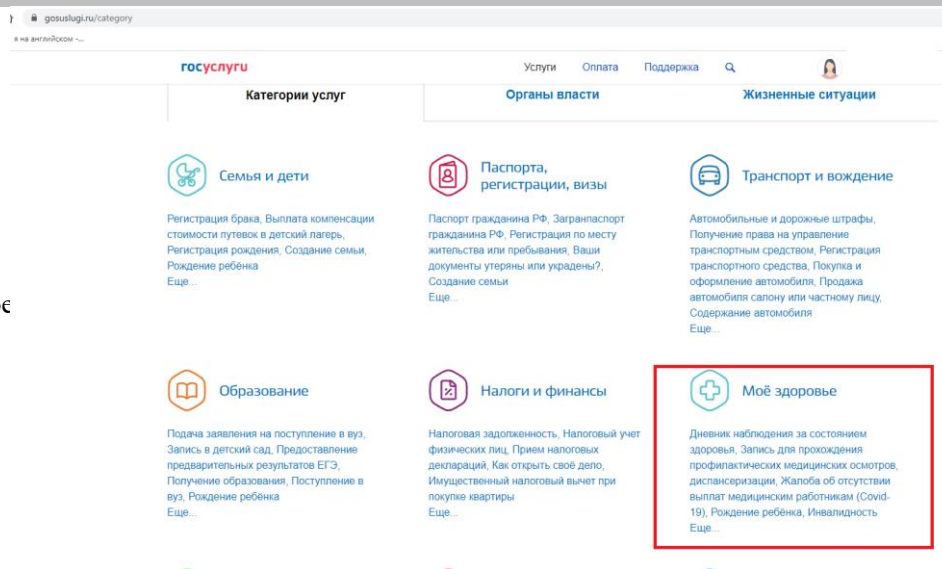 gosuslugi.ru/category
я на английском -...
госуслуги
Услуги Оплата Поддержка
Категории услуг Органы власти Жизненные ситуации
Семья и дети
Регистрация брака, Выплата компенсации
стоимости путевок в детский лагерь,
Регистрация рождения, Создание семьи,
Рождение ребёнка
Еще...
Паспорта,
регистрации, визы
Паспорт гражданина РФ, Загранпаспорт
гражданина РФ, Регистрация по месту
жительства или пребывания, Ваши
документы утеряны или украдены?,
Создание семьи
Еще...
Транспорт и вождение
Автомобильные и дорожные штрафы,
Получение права на управление
транспортным средством, Регистрация
транспортного средства, Покупка и
оформление автомобиля, Продажа
автомобиля салону или частному лицу,
Содержание автомобиля
Еще...
Образование
Подача заявления на поступление в вуз,
Запись в детский сад, Предоставление
предварительных результатов ЕГЭ,
Получение образования, Поступление в
вуз, Рождение ребёнка
Еще...
Налоги и финансы
Налоговая задолженность, Налоговый учет
физических лиц, Прием налоговых
деклараций, Как открыть своё дело,
Имущественный налоговый вычет при
покупке квартиры
Еще...
Моё здоровье
Дневник наблюдения за состоянием
здоровья, Запись для прохождения
профилактических медицинских осмотров,
диспансеризации, Жалоба об отсутствии
выплат медицинским работникам (Covid-
19), Рождение ребёнка, Инвалидность
Еще...